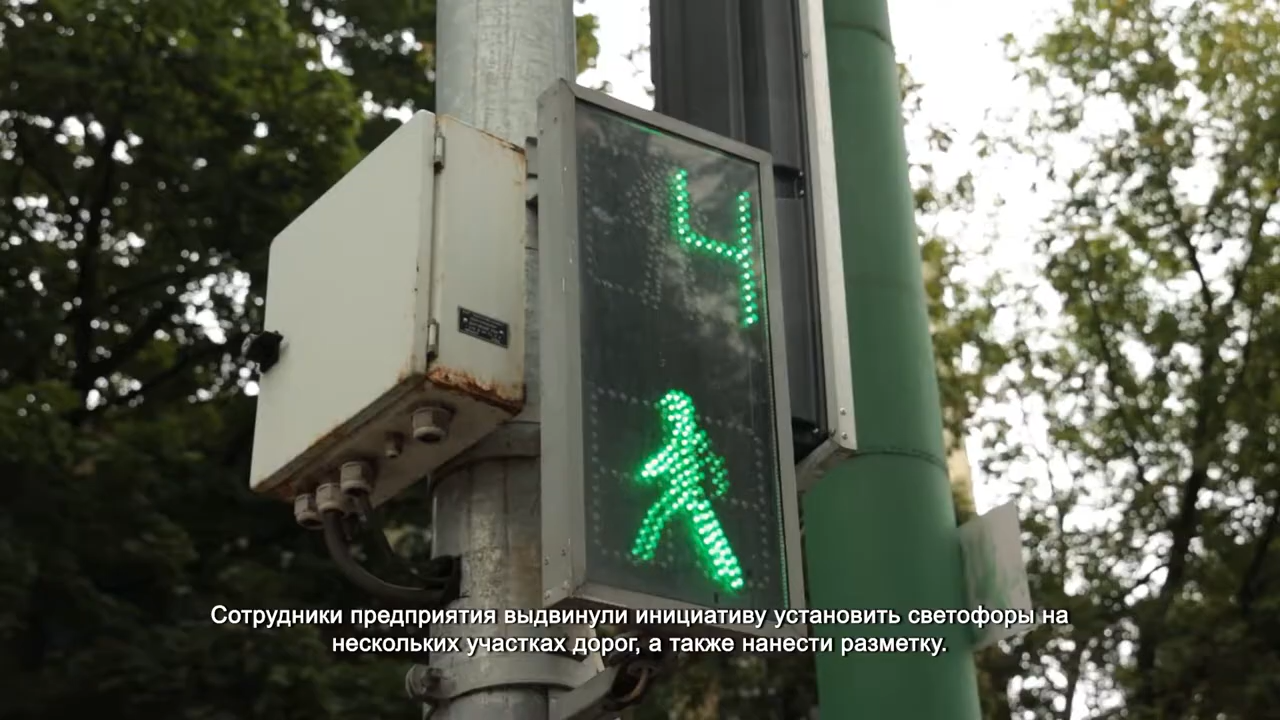 4
Сотрудники предприятия выдвинули инициативу установить светофоры на
нескольких участках дорог, а также нанести разметку.